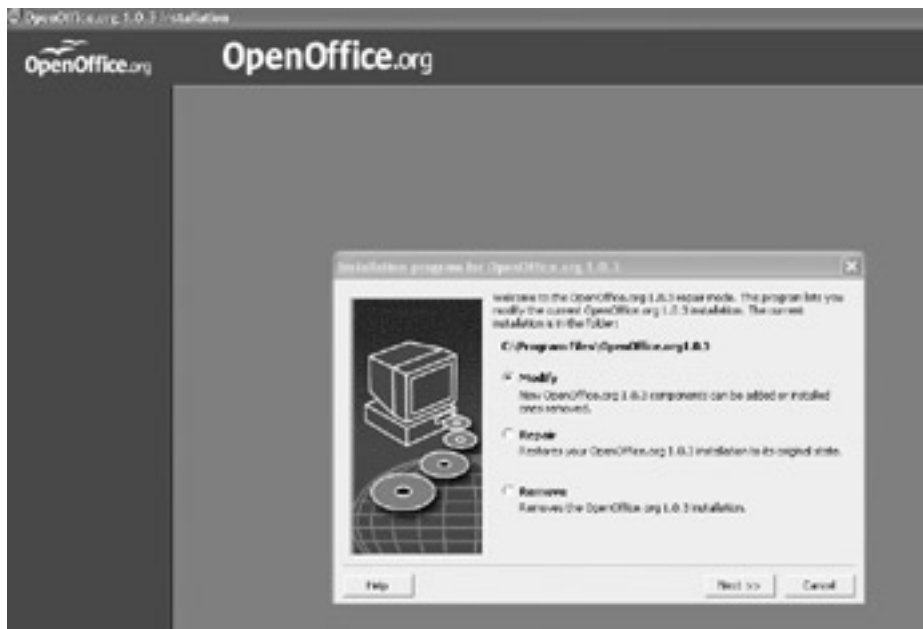 OpenOffice.org 1.0.3 Installation
OpenOffice.org
OpenOffice.org
Installation program for OpenOffice.org 1.0.3
Welcome to the OpenOffice.org 1.0.3 repair mode. The program lets you
modify the current OpenOffice.org 1.0.3 installation. The current
installation is in the folder:
C:\Program Files\OpenOffice.org1.0.3
Modify
New OpenOffice.org 1.0.3 components can be added or installed
ones removed.
Repair
Restores your OpenOffice.org 1.0.3 installation to its original state.
Remove
Removes the OpenOffice.org 1.0.3 installation.
Help
Next >>
Cancel